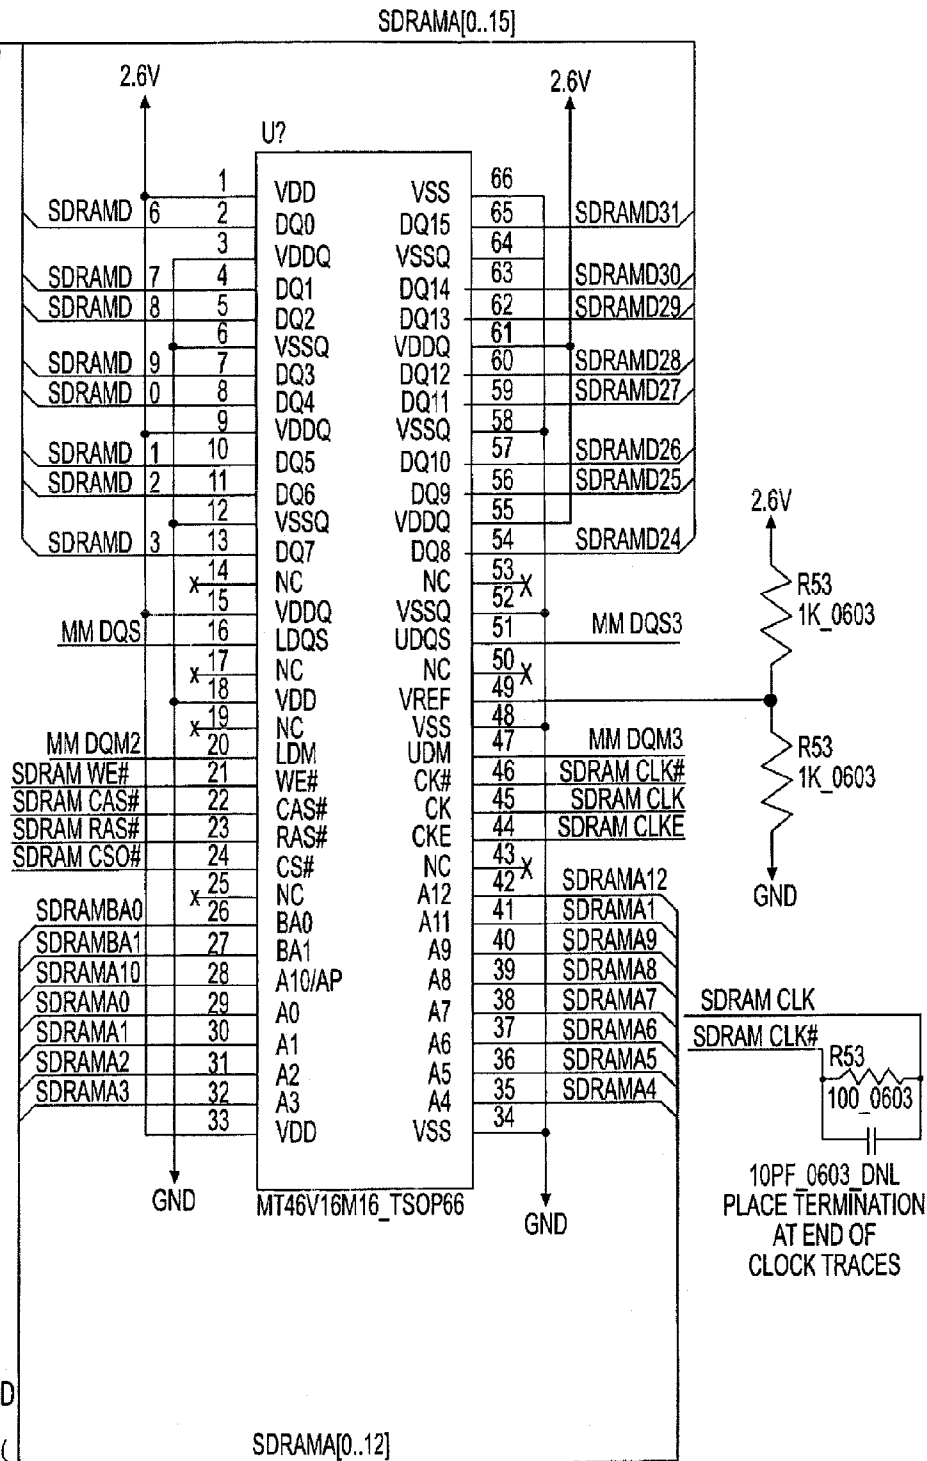 SDRAMA[0..15]
2.6V
2.6V
U?
1 VDD VSS 66
SDRAMD 6 2 DQ0 DQ15 65 SDRAMD31
3 VDDQ VSSQ 64
SDRAMD 7 4 DQ1 DQ14 63 SDRAMD30
SDRAMD 8 5 DQ2 DQ13 62 SDRAMD29
6 VSSQ VDDQ 61
SDRAMD 9 7 DQ3 DQ12 60 SDRAMD28
SDRAMD 0 8 DQ4 DQ11 59 SDRAMD27
9 VDDQ VSSQ 58
SDRAMD 1 10 DQ5 DQ10 57 SDRAMD26
SDRAMD 2 11 DQ6 DQ9 56 SDRAMD25
12 VSSQ VDDQ 55
SDRAMD 3 13 DQ7 DQ8 54 SDRAMD24
X 14 NC NC 53 X
15 VDDQ VSSQ 52
MM DQS 16 LDQS UDQS 51 MM DQS3
X 17 NC NC 50 X
18 VDD VREF 49
X 19 NC VSS 48
MM DQM2 20 LDM UDM 47 MM DQM3
SDRAM WE# 21 WE# CK# 46 SDRAM CLK#
SDRAM CAS# 22 CAS# CK 45 SDRAM CLK
SDRAM RAS# 23 RAS# CKE 44 SDRAM CLKE
SDRAM CSO# 24 CS# NC 43 X
X 25 NC A12 42 SDRAMA12
SDRAMBA0 26 BA0 A11 41 SDRAMA1
SDRAMBA1 27 BA1 A9 40 SDRAMA9
SDRAMA10 28 A10/AP A8 39 SDRAMA8
SDRAMA0 29 A0 A7 38 SDRAMA7
SDRAMA1 30 A1 A6 37 SDRAMA6
SDRAMA2 31 A2 A5 36 SDRAMA5
SDRAMA3 32 A3 A4 35 SDRAMA4
33 VDD VSS 34
GND
MT46V16M16_TSOP66
GND
2.6V
R53
1K_0603
R53
1K_0603
GND
SDRAM CLK
SDRAM CLK#
R53
100_0603
10PF_0603_DNL
PLACE TERMINATION
AT END OF
CLOCK TRACES
D
(
SDRAMA[0..12]